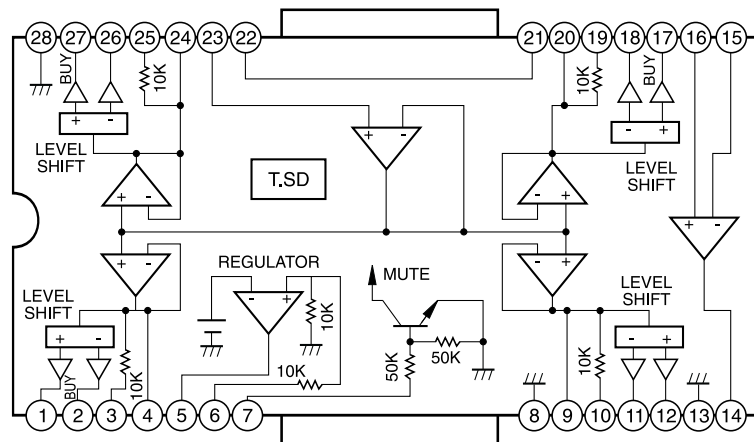 28 27 26 25 24 23 22 21 20 19 18 17 16 15
BUY 10K 10K BUY
+ - - +
LEVEL
SHIFT
LEVEL
SHIFT
+ -
T.SD
+ - - + + -
+ - - +
REGULATOR
MUTE
LEVEL
SHIFT
LEVEL
SHIFT
- +
10K
+ - - +
10K
50K
50K
BUY 10K 10K
1 2 3 4 5 6 7 8 9 10 11 12 13 14